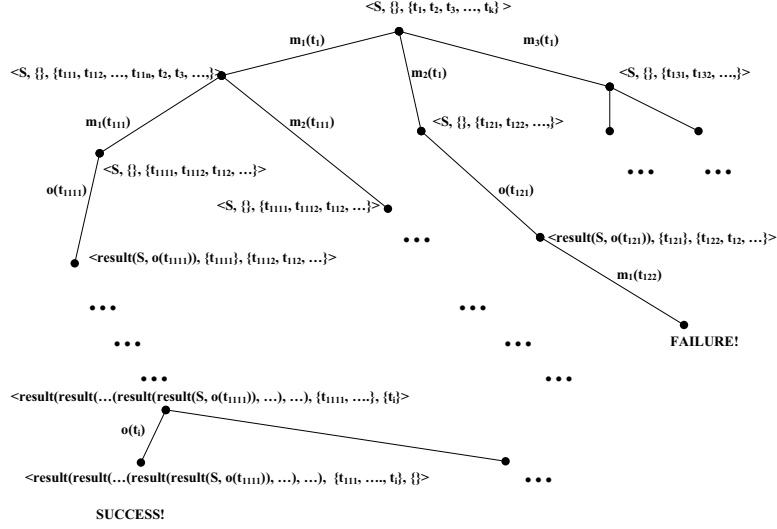 <S, {}, {t₁, t₂, t₃, …, tₖ} >
m₁(t₁)
m₃(t₁)
<S, {}, {t₁₁₁, t₁₁₂, …, t₁₁ₙ, t₂, t₃, …,}>
m₂(t₁)
<S, {}, {t₁₃₁, t₁₃₂, …,}>
m₁(t₁₁₁)
m₂(t₁₁₁)
<S, {}, {t₁₂₁, t₁₂₂, …,}>
<S, {}, {t₁₁₁₁, t₁₁₁₂, t₁₁₂, …}>
…
…
o(t₁₁₁₁)
o(t₁₂₁)
<S, {}, {t₁₁₁₁, t₁₁₁₂, t₁₁₂, …}>
…
<result(S, o(t₁₂₁)), {t₁₂₁}, {t₁₂₂, t₁₂, …}>
<result(S, o(t₁₁₁₁)), {t₁₁₁₁}, {t₁₁₁₂, t₁₁₂, …}>
m₁(t₁₂₂)
…
…
FAILURE!
…
…
…
…
<result(result(…(result(result(S, o(t₁₁₁₁)), …), …), {t₁₁₁₁, ….}, {tᵢ}>
o(tᵢ)
<result(result(…(result(result(S, o(t₁₁₁₁)), …), …), {t₁₁₁, …., tᵢ}, {}>
…
SUCCESS!